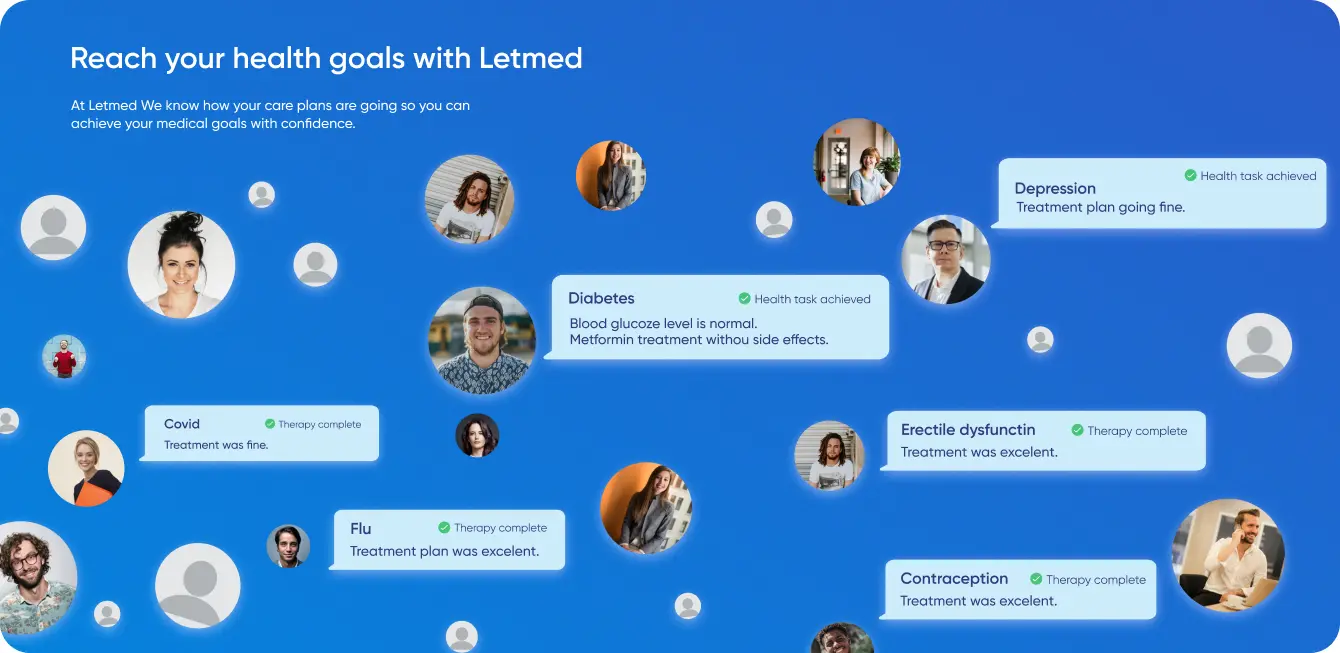 Reach your health goals with Letmed
At Letmed We know how your care plans are going so you can
achieve your medical goals with confidence.
Health task achieved
Depression
Treatment plan going fine.
Diabetes
Health task achieved
Blood glucoze level is normal.
Metformin treatment withou side effects.
Covid
Therapy complete
Treatment was fine.
Erectile dysfunctin
Therapy complete
Treatment was excelent.
Flu
Therapy complete
Treatment plan was excelent.
Contraception
Therapy complete
Treatment was excelent.